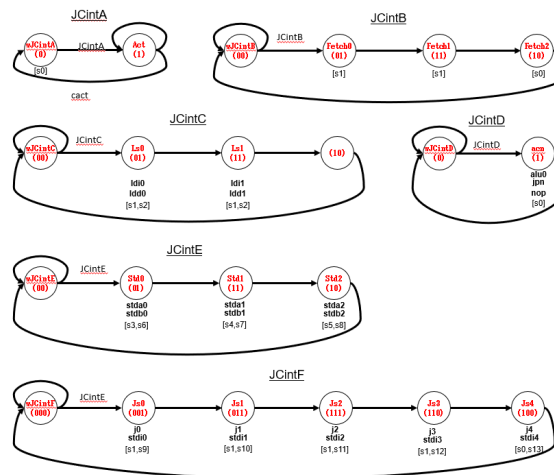 JCintA
wJCintA
(0)
JCintA
Act
(1)
[s0]
cact
JCintB
wJCintB
(00)
JCintB
Fetch0
(01)
Fetch1
(11)
Fetch2
(10)
[s1]
[s1]
[s0]
JCintC
wJCintC
(00)
JCintC
Ls0
(01)
Ls1
(11)
(10)
ldi0
ldd0
[s1,s2]
ldi1
ldd1
[s1,s2]
JCintD
wJCintD
(0)
JCintD
acn
(1)
alu0
jpn
nop
[s0]
JCintE
wJCintE
(00)
JCintE
Std0
(01)
Std1
(11)
Std2
(10)
stda0
stdb0
[s3,s6]
stda1
stdb1
[s4,s7]
stda2
stdb2
[s5,s8]
JCintF
wJCintF
(000)
JCintE
Js0
(001)
Js1
(011)
Js2
(111)
Js3
(110)
Js4
(100)
j0
stdi0
[s1,s9]
j1
stdi1
[s1,s10]
j2
stdi2
[s1,s11]
j3
stdi3
[s1,s12]
j4
stdi4
[s0,s13]